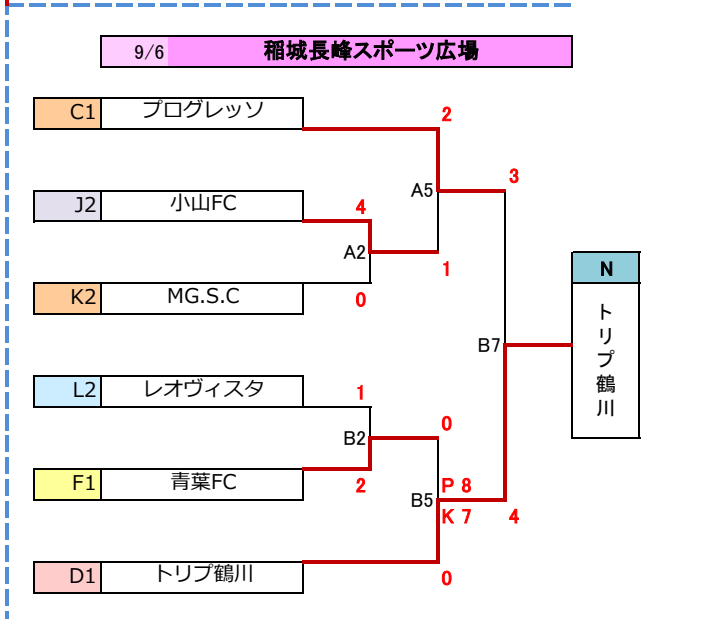 9/6 稲城長峰スポーツ広場
C1 プログレッソ
2
3
A5
J2 小山FC
4
A2
1
N
K2 MG.S.C
0
トリプ鶴川
B7
L2 レオヴィスタ
1
0
B2
F1 青葉FC
2
P 8
B5
K 7
4
D1 トリプ鶴川
0